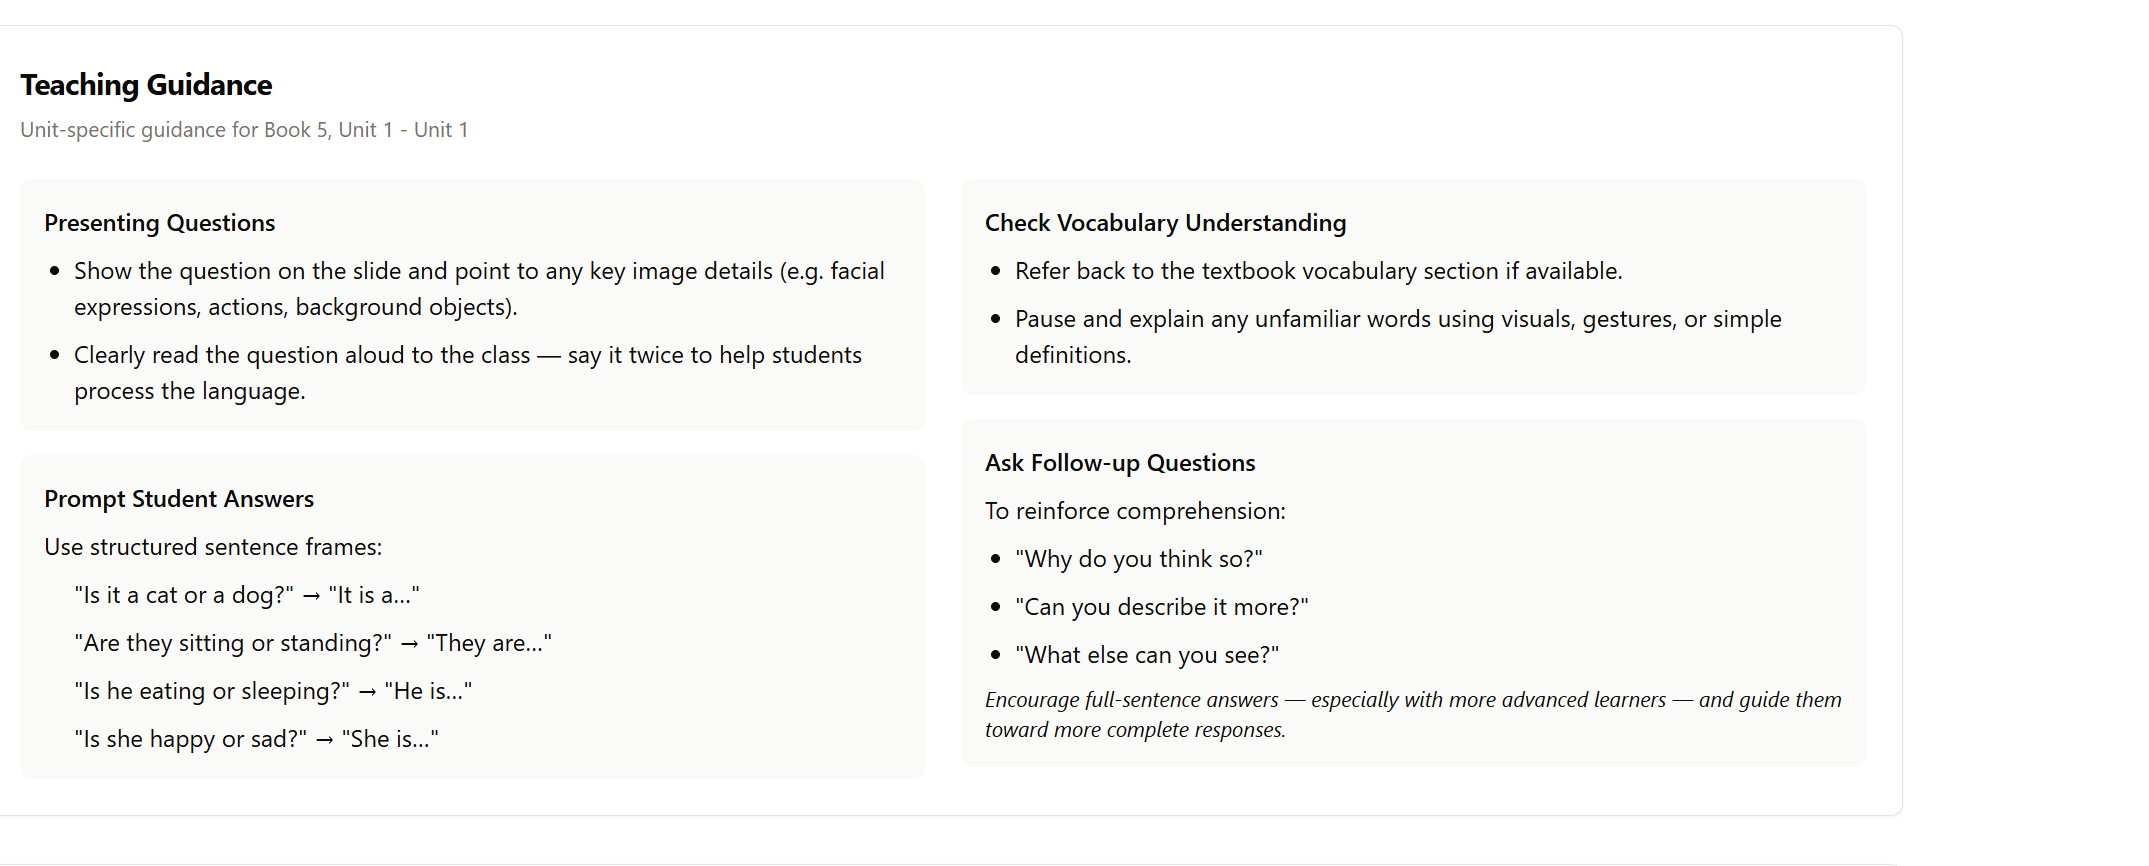 Teaching Guidance
Unit-specific guidance for Book 5, Unit 1 - Unit 1
Presenting Questions
• Show the question on the slide and point to any key image details (e.g. facial
expressions, actions, background objects).
• Clearly read the question aloud to the class — say it twice to help students
process the language.
Prompt Student Answers
Use structured sentence frames:
"Is it a cat or a dog?" → "It is a..."
"Are they sitting or standing?" → "They are..."
"Is he eating or sleeping?" → "He is..."
"Is she happy or sad?" → "She is..."
Check Vocabulary Understanding
• Refer back to the textbook vocabulary section if available.
• Pause and explain any unfamiliar words using visuals, gestures, or simple
definitions.
Ask Follow-up Questions
To reinforce comprehension:
• "Why do you think so?"
• "Can you describe it more?"
• "What else can you see?"
Encourage full-sentence answers — especially with more advanced learners — and guide them
toward more complete responses.